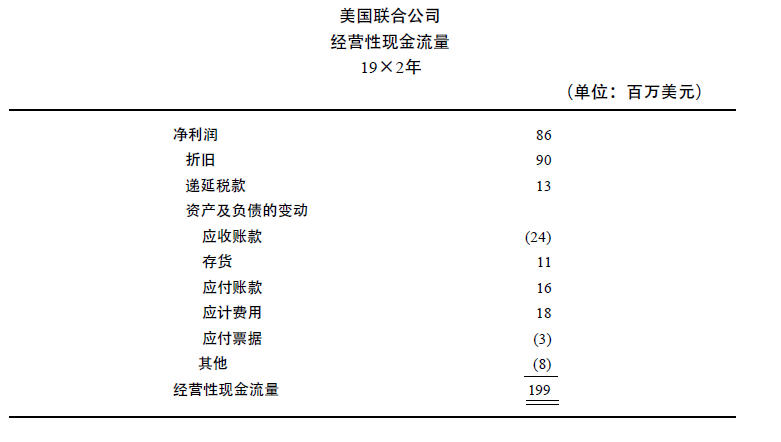 美国联合公司
经营性现金流量
19×2年
（单位：百万美元）
净利润 86
折旧 90
递延税款 13
资产及负债的变动
应收账款 (24)
存货 11
应付账款 16
应计费用 18
应付票据 (3)
其他 (8)
经营性现金流量 199